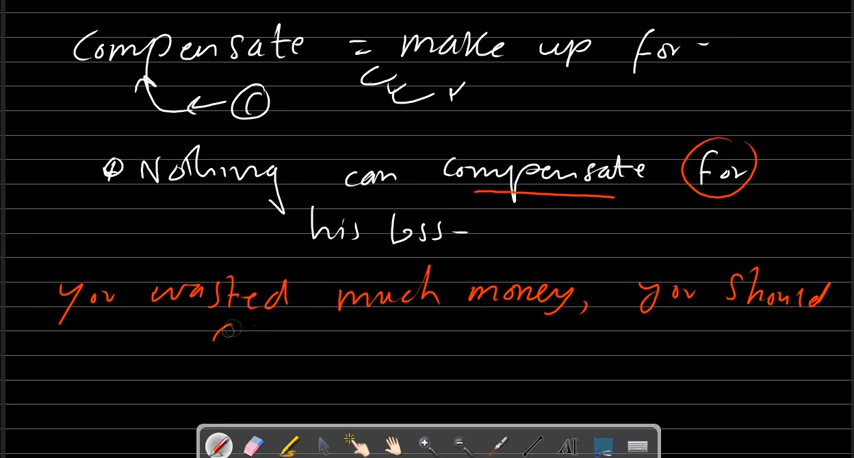 Compensate = make up for -
C
Nothing can compensate for
his loss -
You wasted much money, you should